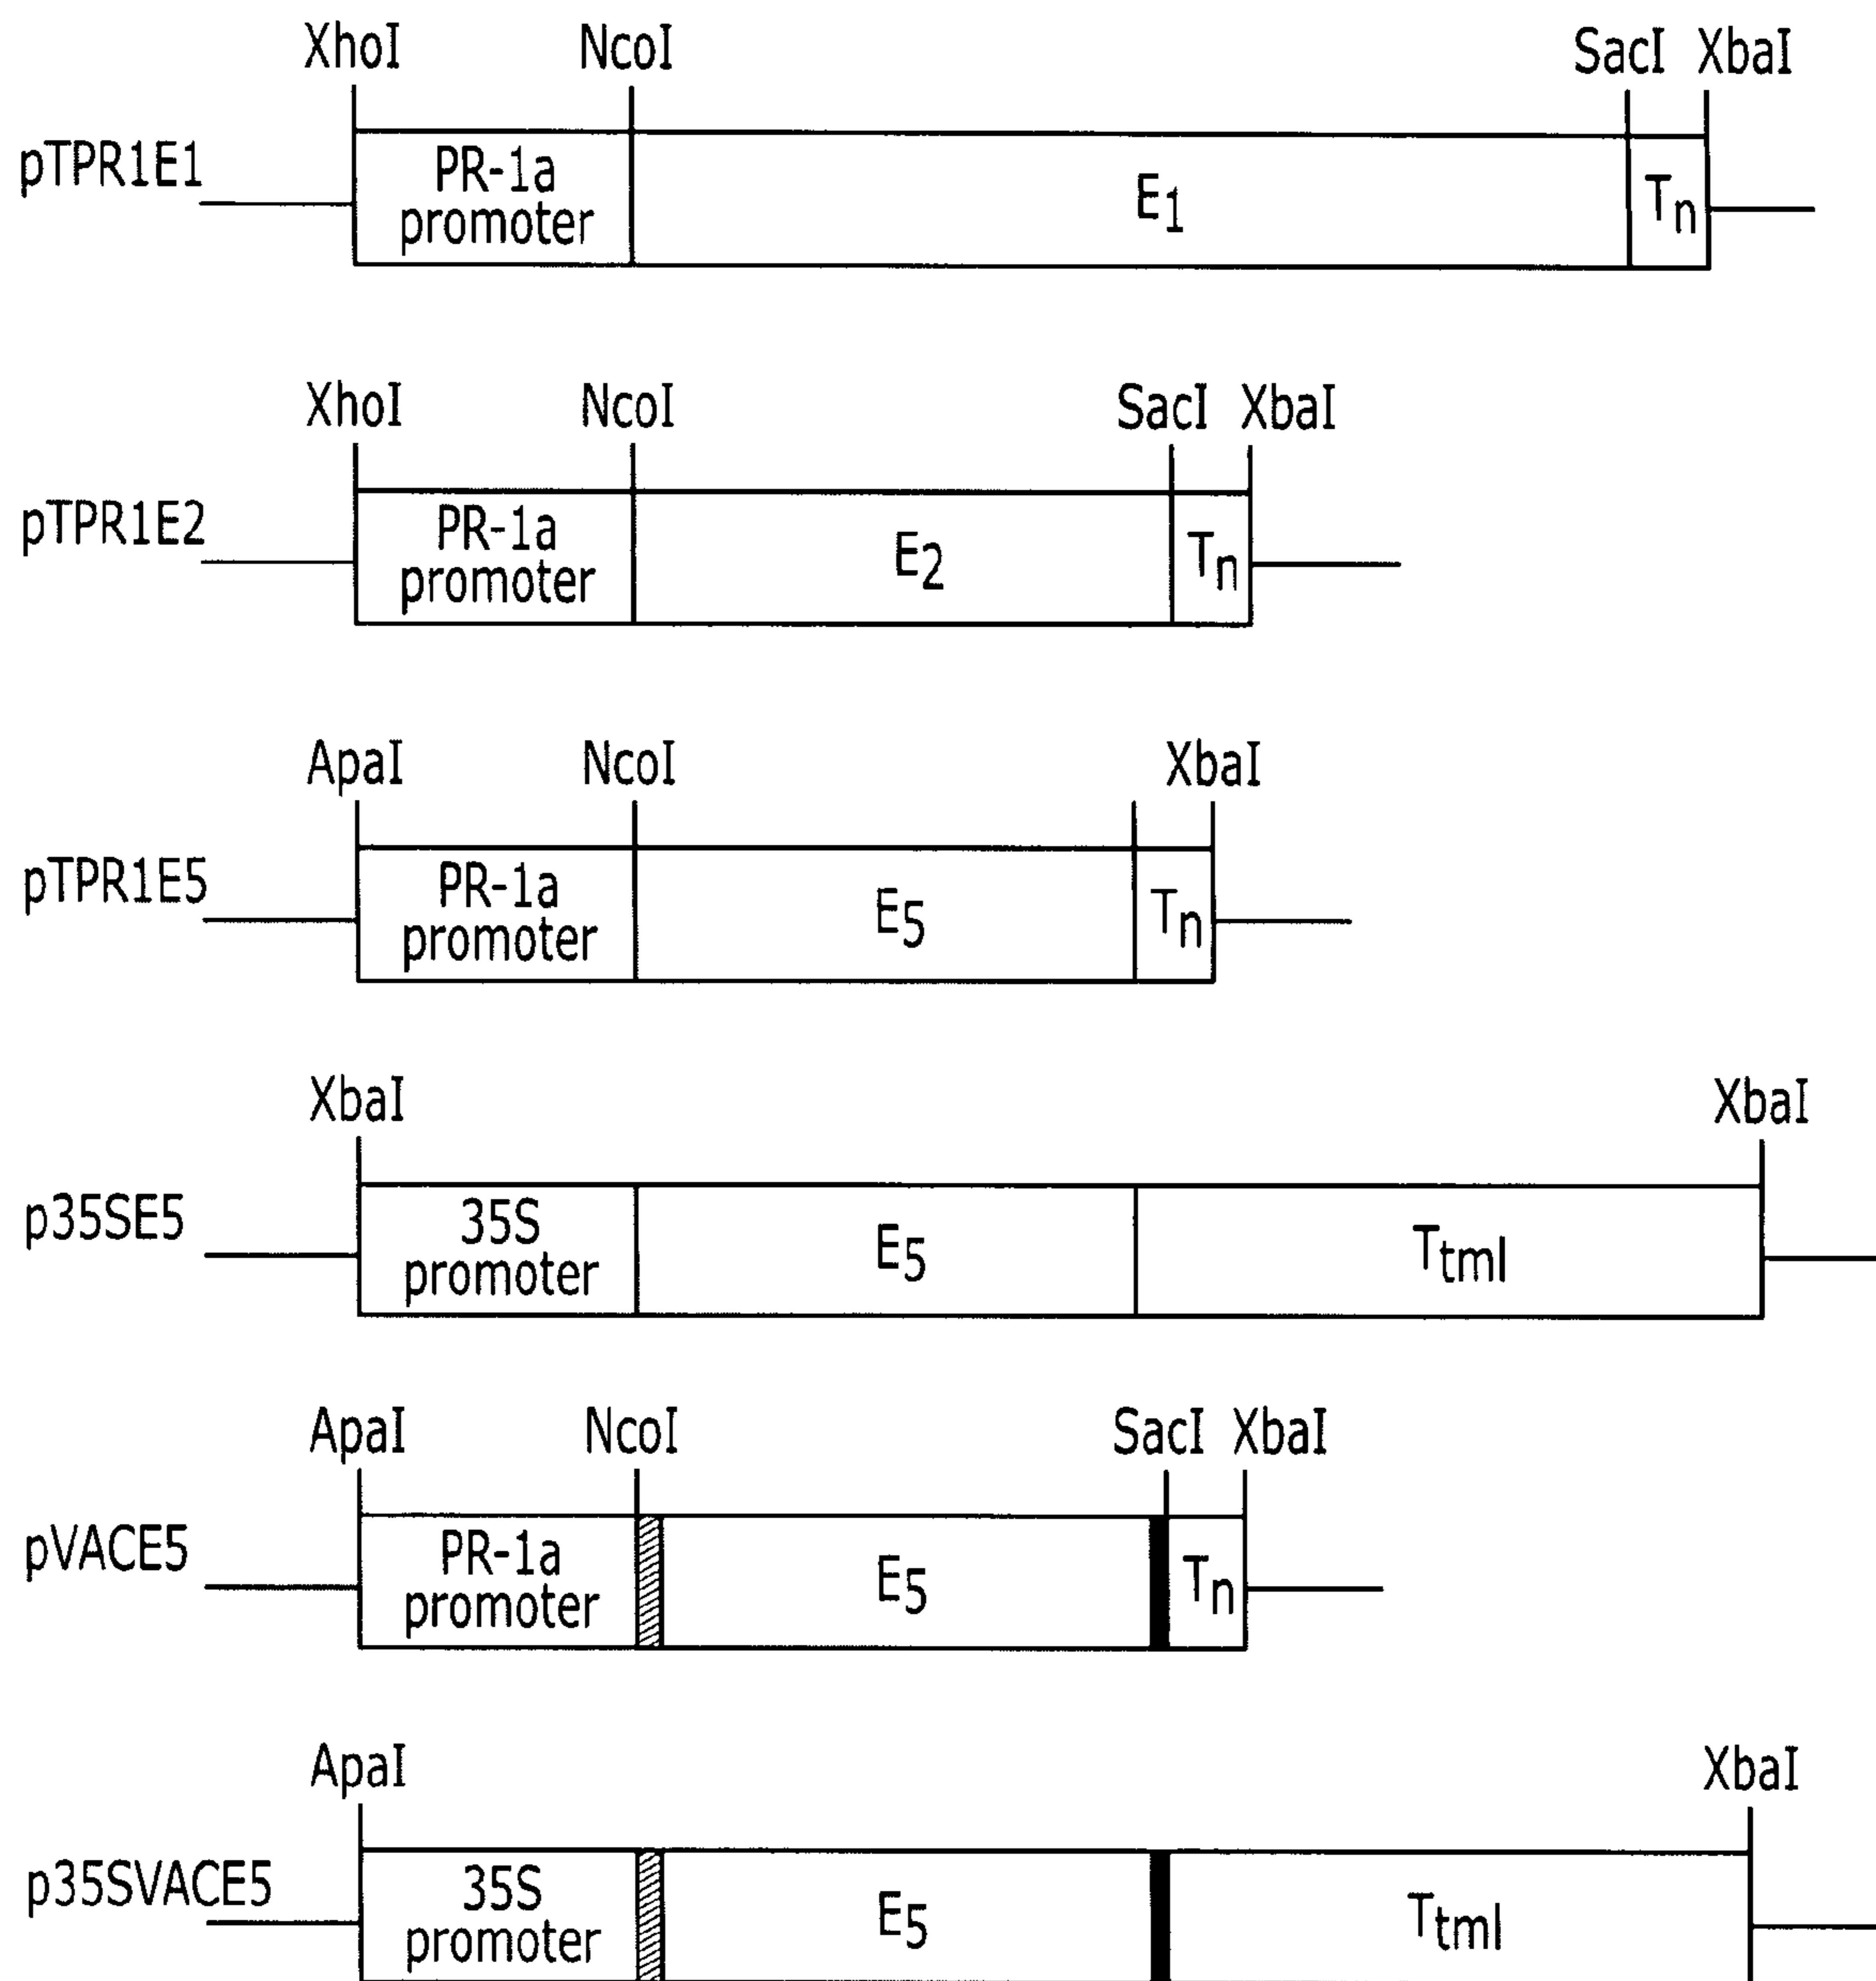 XhoI NcoI SacI XbaI
pTPR1E1
PR-1a
promoter
E1
Tn
XhoI NcoI SacI XbaI
pTPR1E2
PR-1a
promoter
E2
Tn
ApaI NcoI XbaI
pTPR1E5
PR-1a
promoter
E5
Tn
XbaI XbaI
p35SE5
35S
promoter
E5
Ttml
ApaI NcoI SacI XbaI
pVACE5
PR-1a
promoter
E5
Tn
ApaI XbaI
p35SVACE5
35S
promoter
E5
Ttml